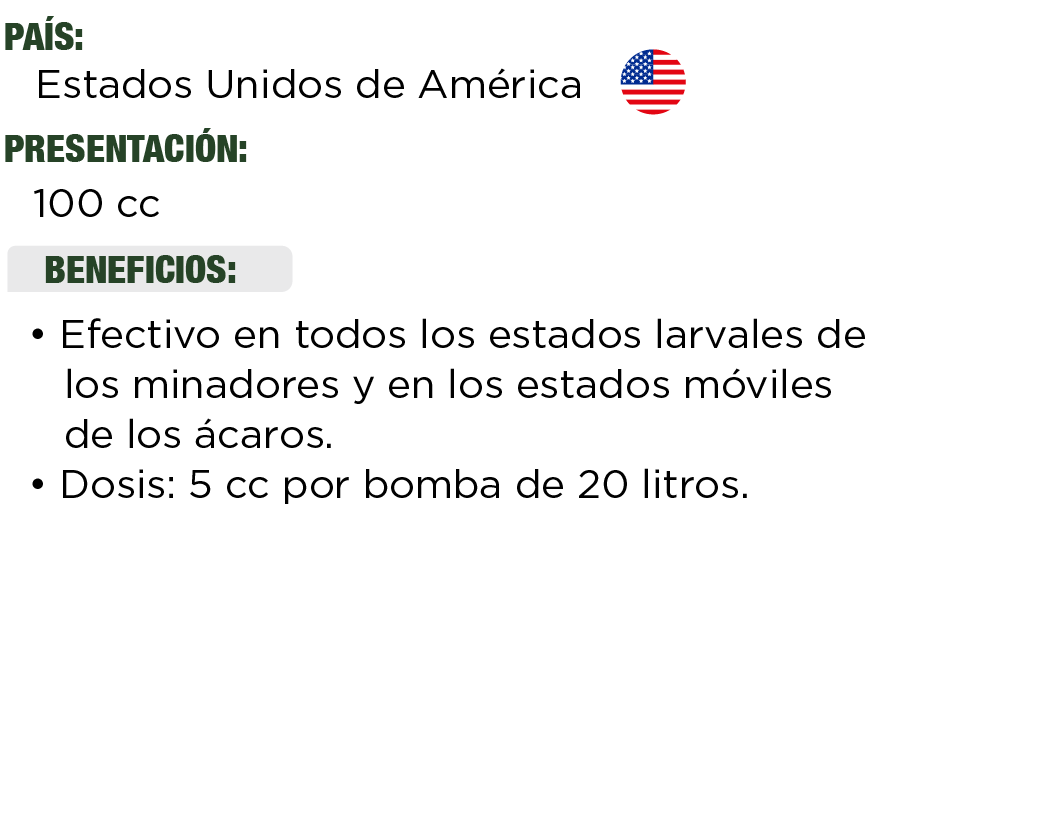 PAÍS:
Estados Unidos de América
PRESENTACIÓN:
100 cc
BENEFICIOS:
• Efectivo en todos los estados larvales de
los minadores y en los estados móviles
de los ácaros.
• Dosis: 5 cc por bomba de 20 litros.